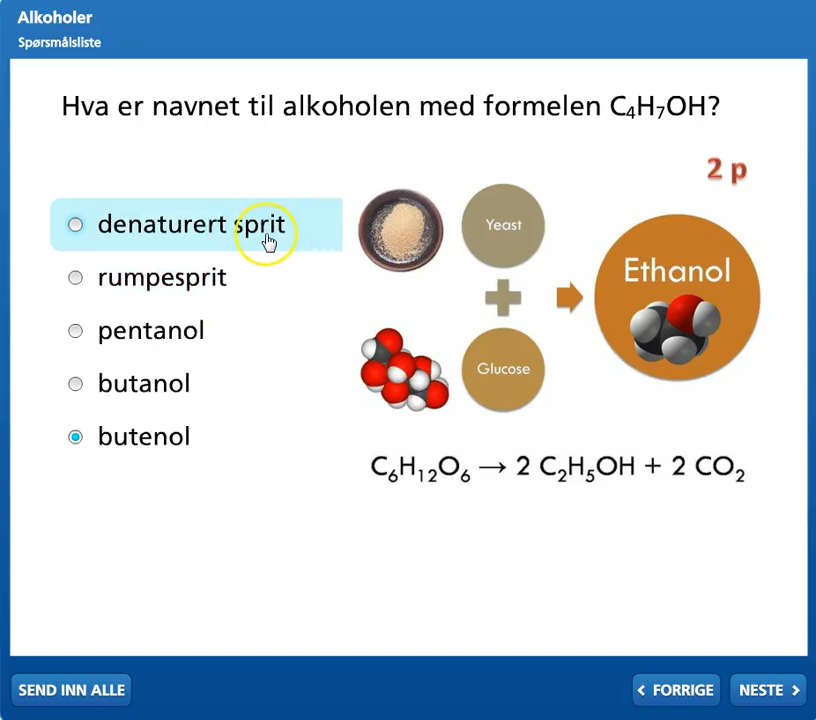 Alkoholer
Spørsmålsliste
Hva er navnet til alkoholen med formelen C₄H₇OH?
2 p
denaturert sprit
rumpesprit
pentanol
butanol
butenol
Yeast
Glucose
Ethanol
C₆H₁₂O₆ → 2 C₂H₅OH + 2 CO₂
SEND INN ALLE
FORRIGE
NESTE